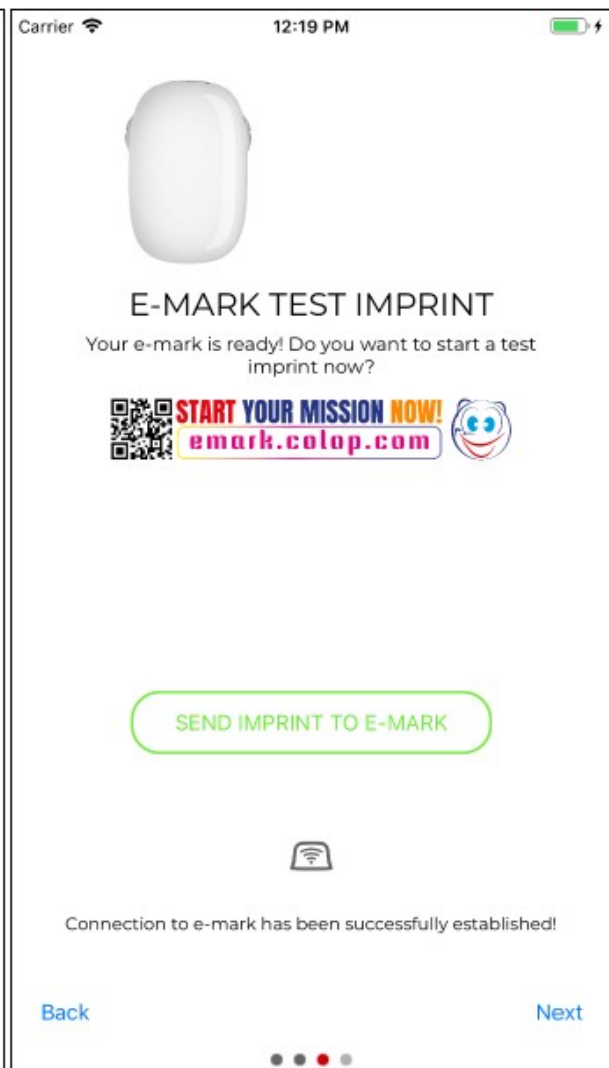 Carrier 12:19 PM
E-MARK TEST IMPRINT
Your e-mark is ready! Do you want to start a test
imprint now?
START YOUR MISSION NOW!
emark.colop.com
SEND IMPRINT TO E-MARK
Connection to e-mark has been successfully established!
Back Next